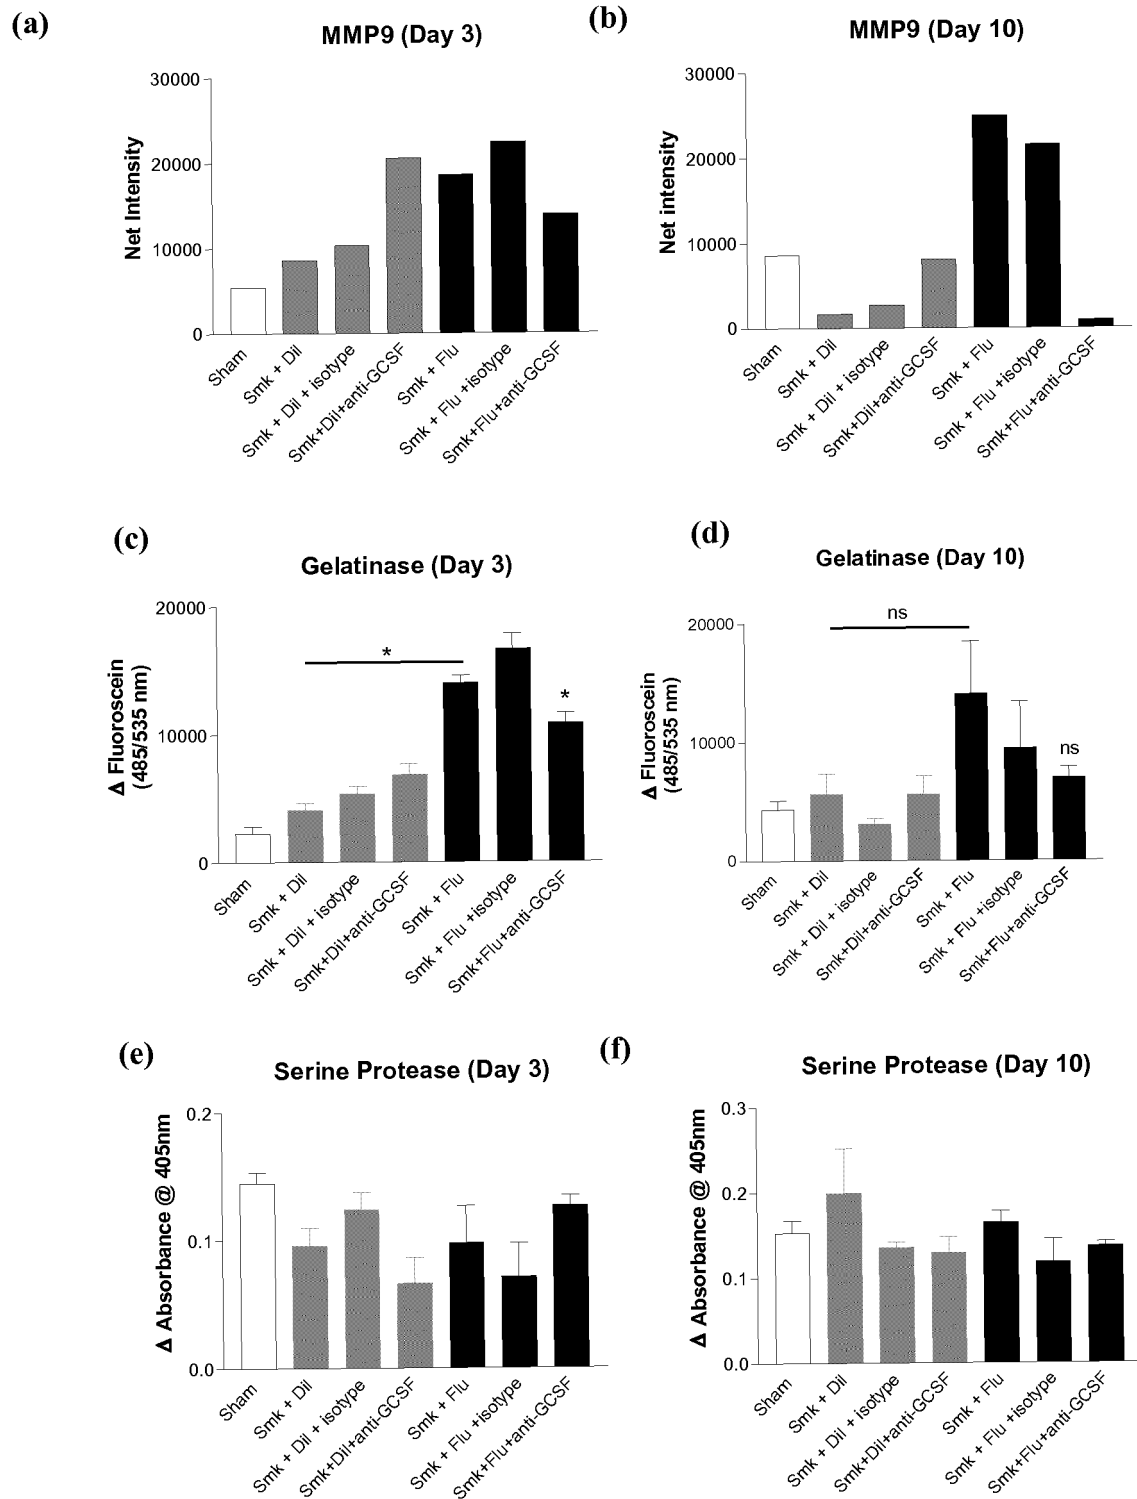 (a)
MMP9 (Day 3)
Net Intensity
30000
20000
10000
0
Sham
Smk + Dil
Smk + Dil + isotype
Smk+Dil+anti-GCSF
Smk + Flu
Smk + Flu +isotype
Smk+Flu+anti-GCSF
(b)
MMP9 (Day 10)
Net intensity
30000
20000
10000
0
Sham
Smk + Dil
Smk + Dil + isotype
Smk+Dil+anti-GCSF
Smk + Flu
Smk + Flu +isotype
Smk+Flu+anti-GCSF
(c)
Gelatinase (Day 3)
Δ Fluoroscein
(485/535 nm)
20000
10000
0
*
*
Sham
Smk + Dil
Smk + Dil + isotype
Smk+Dil+anti-GCSF
Smk + Flu
Smk + Flu +isotype
Smk+Flu+anti-GCSF
(d)
Gelatinase (Day 10)
Δ Fluoroscein
(485/535 nm)
20000
10000
0
ns
ns
Sham
Smk + Dil
Smk + Dil + isotype
Smk+Dil+anti-GCSF
Smk + Flu
Smk + Flu +isotype
Smk+Flu+anti-GCSF
(e)
Serine Protease (Day 3)
Δ Absorbance @ 405nm
0.2
0.1
0.0
Sham
Smk + Dil
Smk + Dil + isotype
Smk+Dil+anti-GCSF
Smk + Flu
Smk + Flu +isotype
Smk+Flu+anti-GCSF
(f)
Serine Protease (Day 10)
Δ Absorbance @ 405nm
0.3
0.2
0.1
0.0
Sham
Smk + Dil
Smk + Dil + isotype
Smk+Dil+anti-GCSF
Smk + Flu
Smk + Flu +isotype
Smk+Flu+anti-GCSF